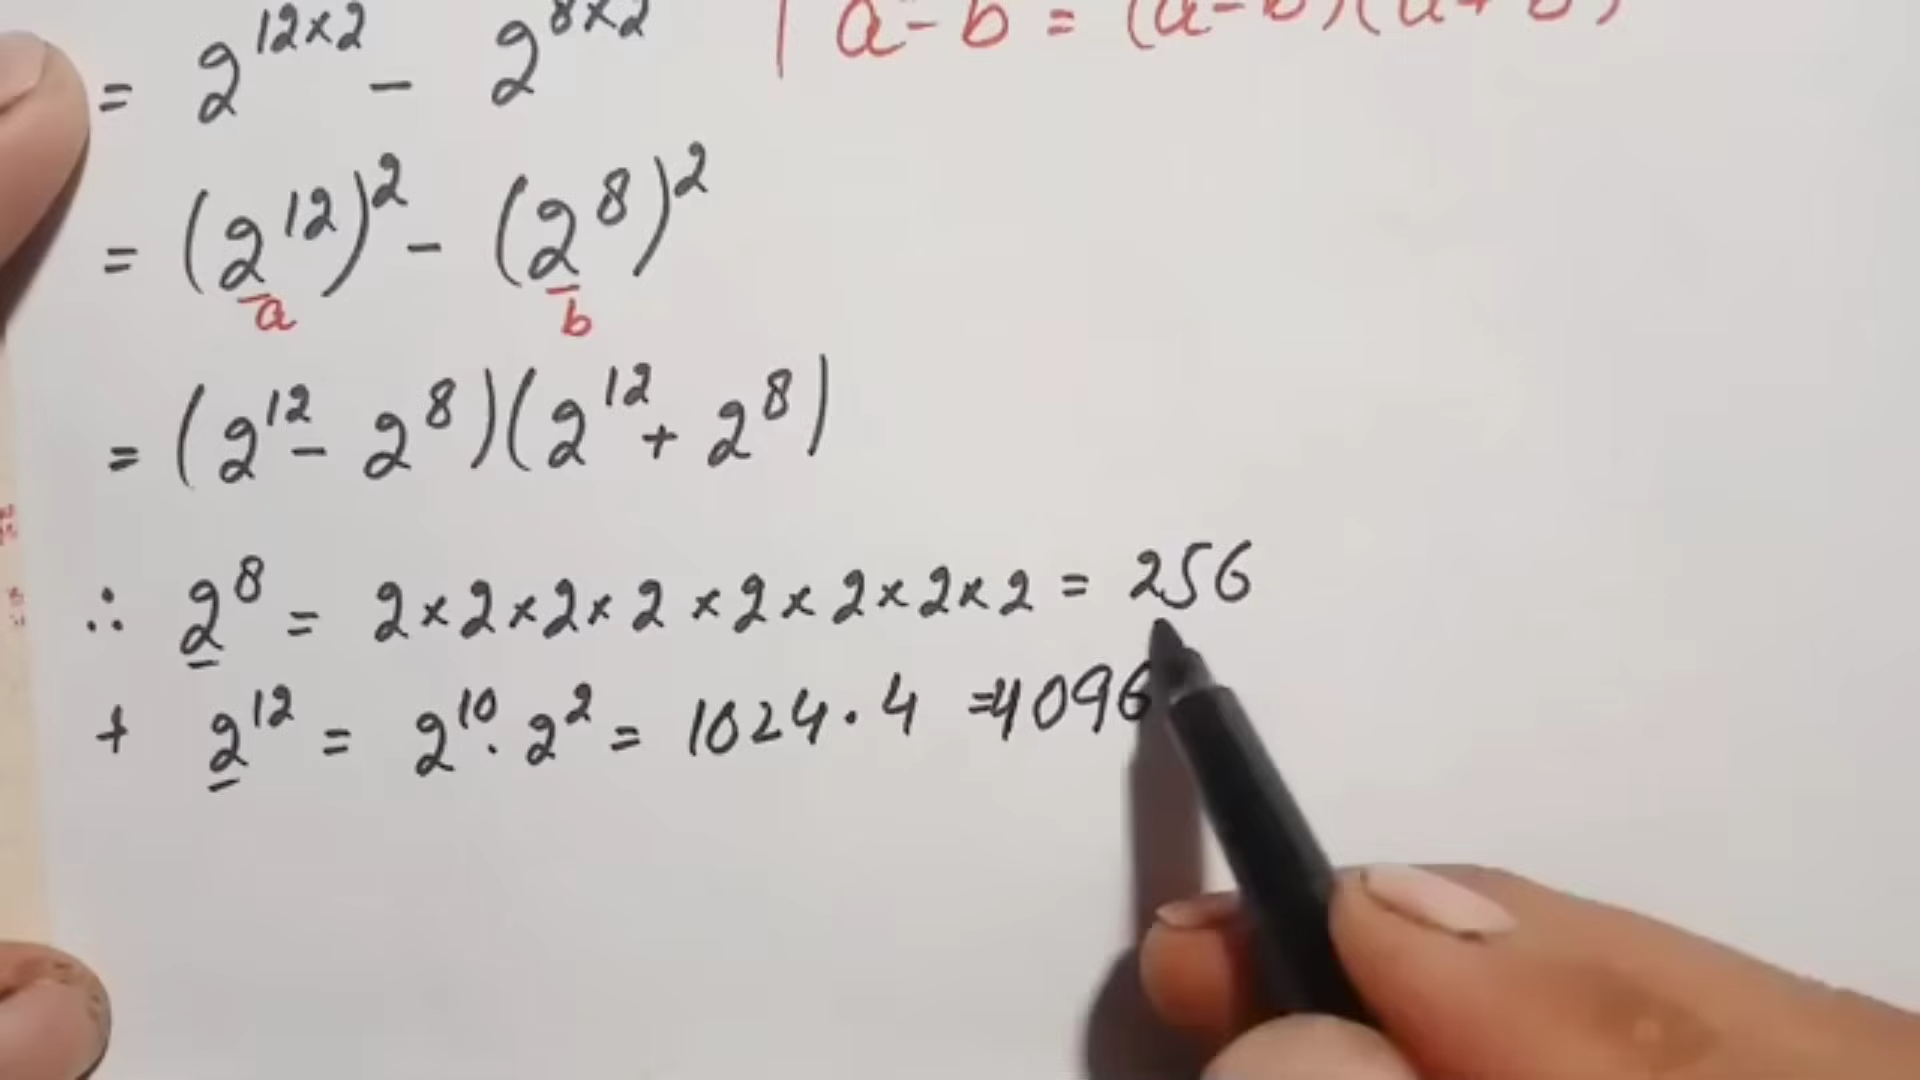 = 2^{12×2} - 2^{8×2} | a - b = (a-b)(a+b)
= (2^{12})^2 - (2^8)^2
a b
= (2^{12} - 2^8)(2^{12} + 2^8)
∴ 2^8 = 2×2×2×2×2×2×2×2 = 256
+ 2^{12} = 2^{10} . 2^2 = 1024 . 4 = 4096